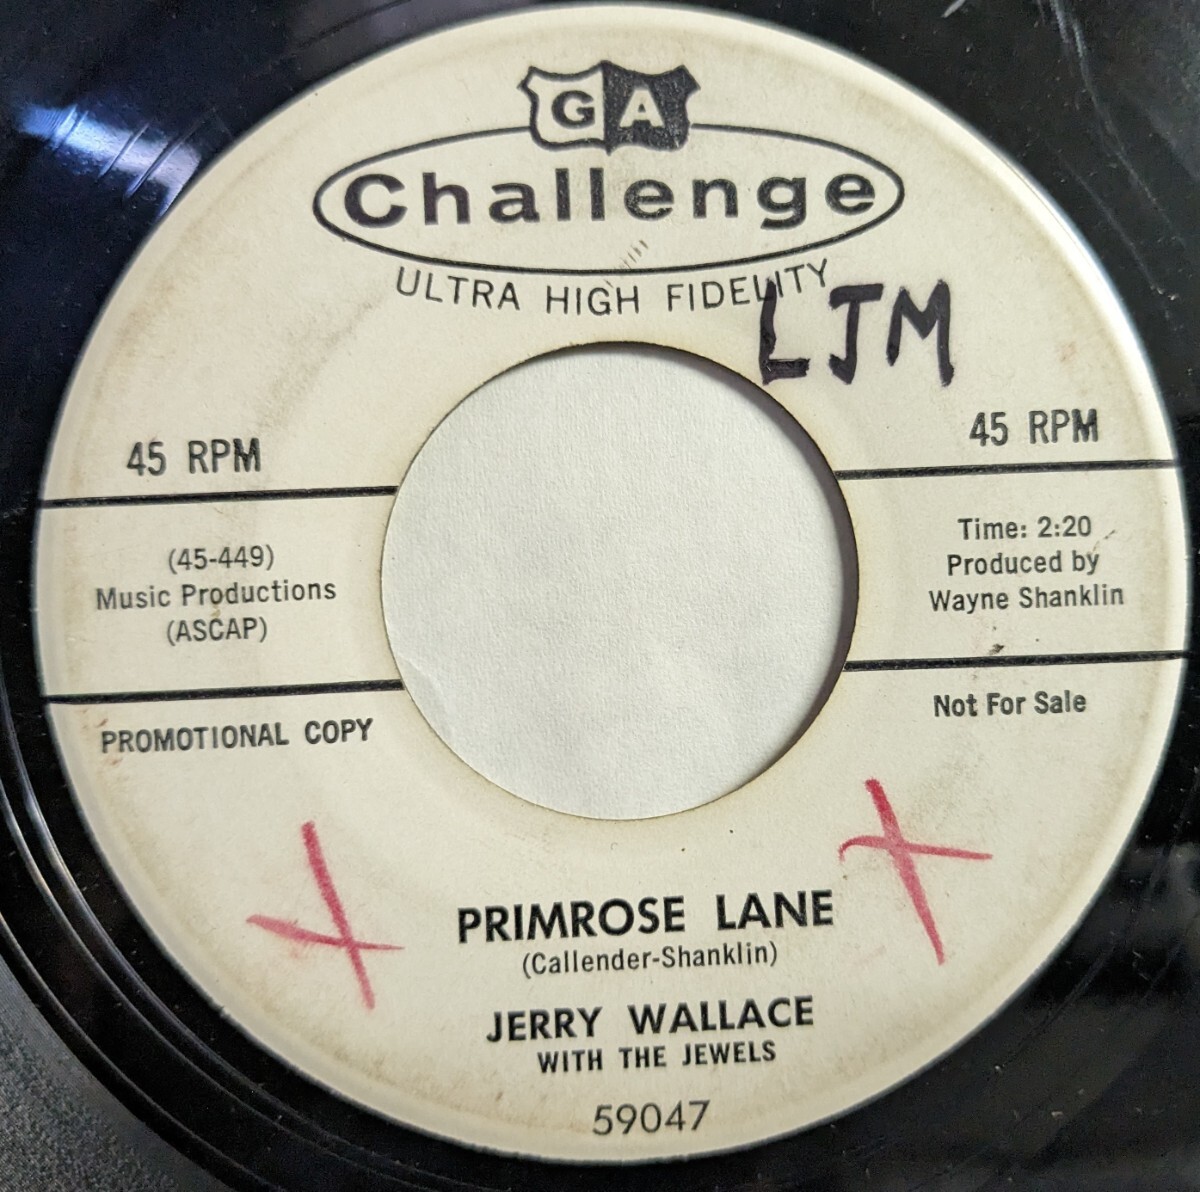 G A
Challenge
ULTRA HIGH FIDELITY
LJM
45 RPM
45 RPM
(45-449)
Music Productions
(ASCAP)
Time: 2:20
Produced by
Wayne Shanklin
PROMOTIONAL COPY
Not For Sale
PRIMROSE LANE
(Callender-Shanklin)
JERRY WALLACE
WITH THE JEWELS
59047